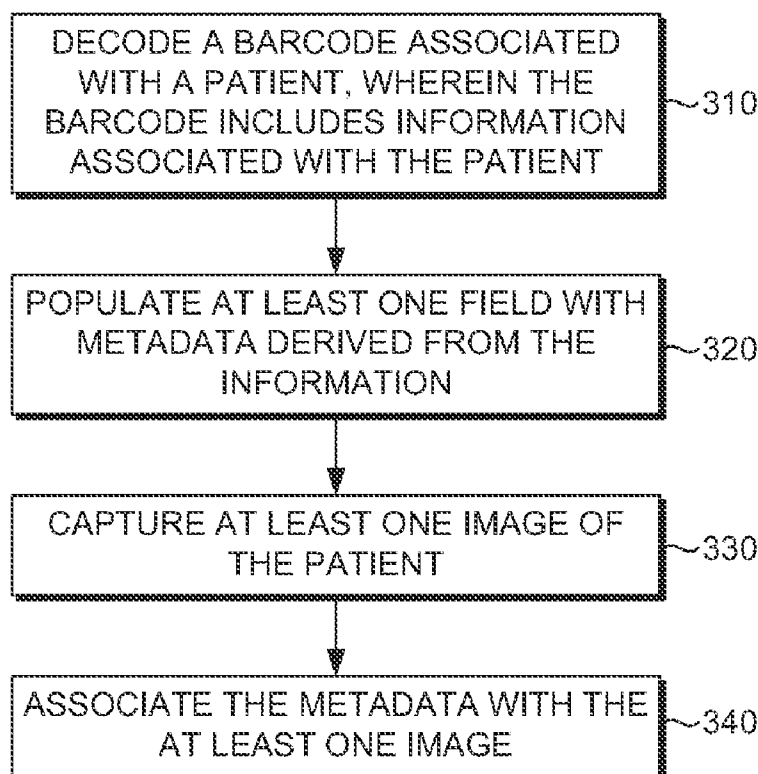 DECODE A BARCODE ASSOCIATED
WITH A PATIENT, WHEREIN THE
BARCODE INCLUDES INFORMATION
ASSOCIATED WITH THE PATIENT
310
POPULATE AT LEAST ONE FIELD WITH
METADATA DERIVED FROM THE
INFORMATION
320
CAPTURE AT LEAST ONE IMAGE OF
THE PATIENT
330
ASSOCIATE THE METADATA WITH THE
AT LEAST ONE IMAGE
340